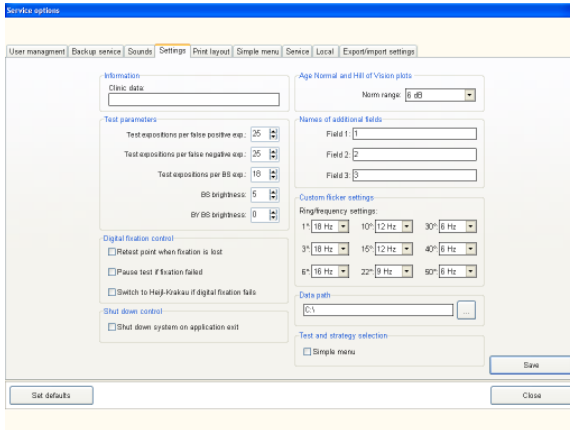 Service options
User managment Backup service Sounds Settings Print layout Simple menu Service Local Export/import settings
Information
Clinic data:
Test parameters
Test expositions per false positive exp.: 25
Test expositions per false negative exp.: 25
Test expositions per BS exp.: 18
BS brightness: 5
BY BS brightness: 0
Digital fixation control
Retest point when fixation is lost
Pause test if fixation failed
Switch to Heijl-Krakau if digital fixation fails
Shut down control
Shut down system on application exit
Age Normal and Hill of Vision plots
Norm range: 6 dB
Names of additional fields
Field 1: 1
Field 2: 2
Field 3: 3
Custom flicker settings
Ring/frequency settings:
1°: 18 Hz 10°: 12 Hz 30°: 6 Hz
3°: 18 Hz 15°: 12 Hz 40°: 6 Hz
6°: 16 Hz 22°: 9 Hz 50°: 6 Hz
Data path
C:\
...
Test and strategy selection
Simple menu
Save
Set defaults
Close